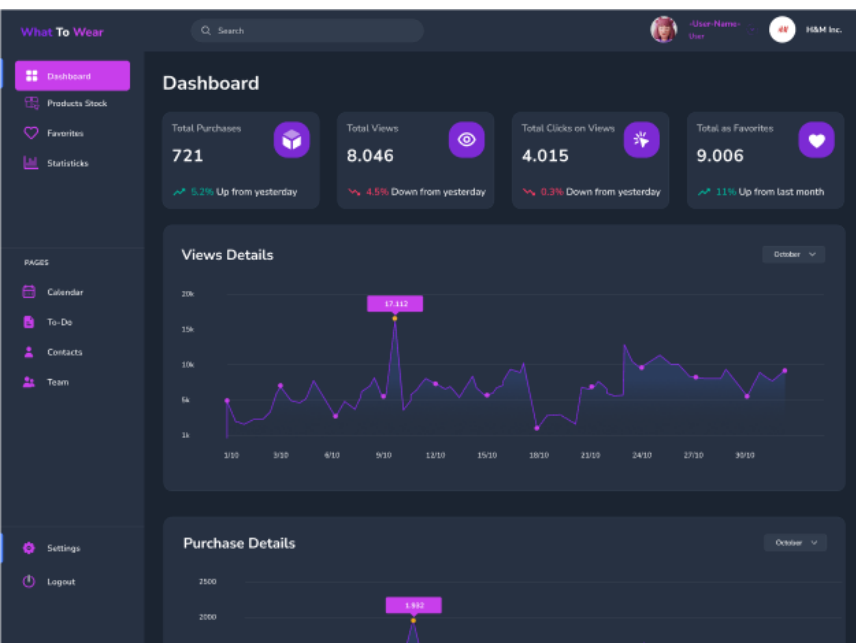 What To Wear
Search
-User-Name-
User
H&M
H&M Inc.
Dashboard
Products Stock
Favorites
Statisticks
PAGES
Calendar
To-Do
Contacts
Team
Settings
Logout
Dashboard
Total Purchases
721
5.2% Up from yesterday
Total Views
8.046
4.5% Down from yesterday
Total Clicks on Views
4.015
0.3% Down from yesterday
Total as Favorites
9.006
11% Up from last month
Views Details
October
20k
15k
10k
5k
1k
17.112
1/10 3/10 6/10 9/10 12/10 15/10 18/10 21/10 24/10 27/10 30/10
Purchase Details
October
2500
2000
1.932